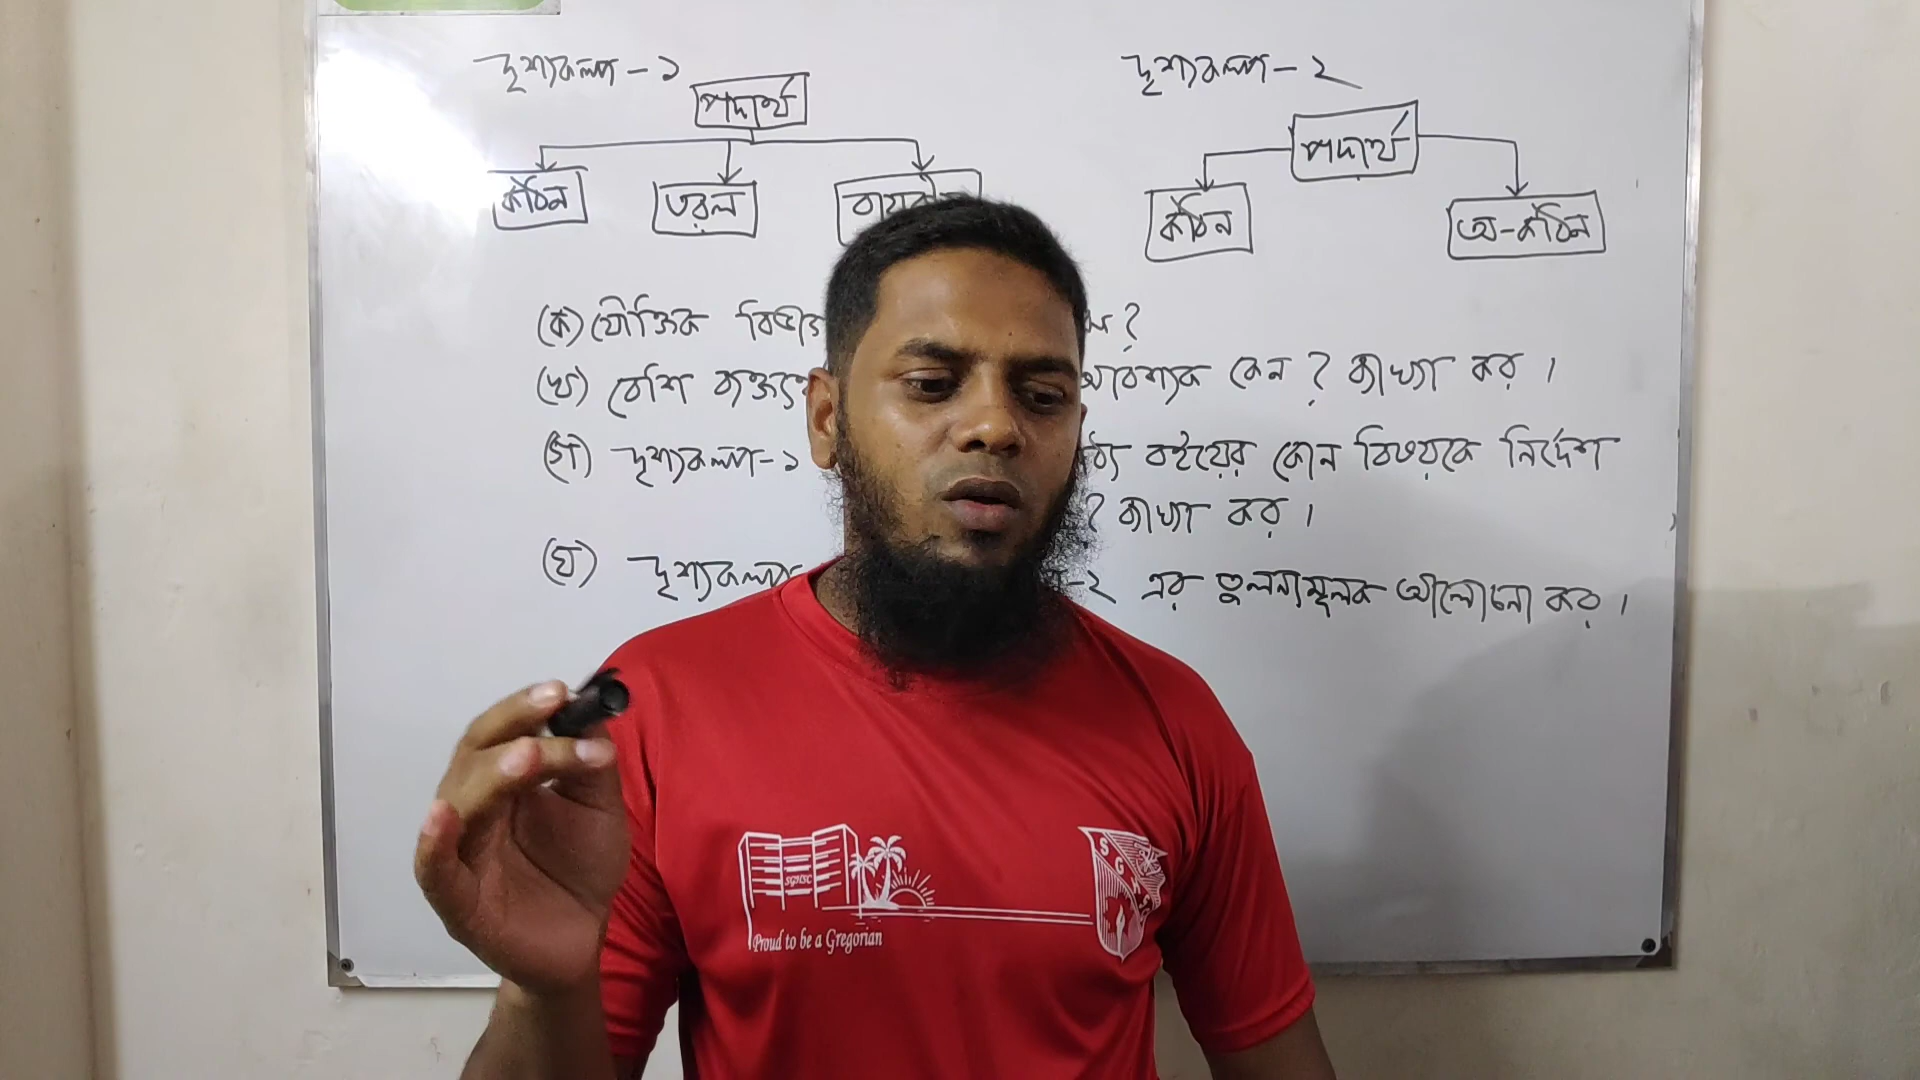 দৃশ্যকল্প-১
পদার্থ
কঠিন তরল
দৃশ্যকল্প-২
পদার্থ
কঠিন অ-কঠিন
(ক) যৌক্তিক ?
(খ) বেশি আবশ্যক কেন ? ব্যাখ্যা কর ।
(গ) দৃশ্যকল্প-১ বইয়ের কোন বিষয়কে নির্দেশ
? ব্যাখ্যা কর ।
(ঘ) দৃশ্যকল্প -২ এর তুলনামূলক আলোচনা কর ।
SGHSC
Proud to be a Gregorian
S G H S